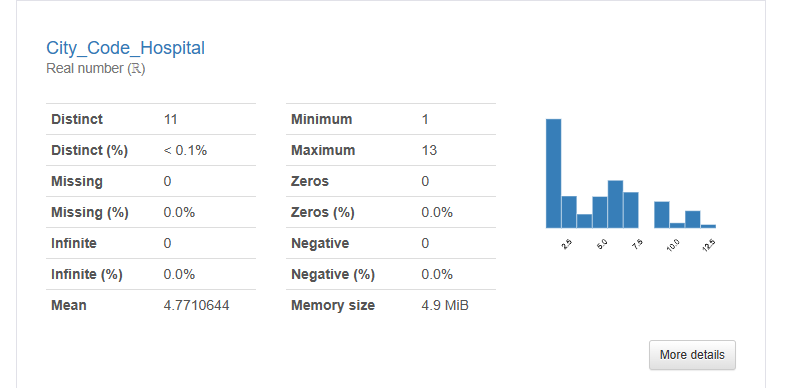 City_Code_Hospital
Real number (ℝ)
Distinct 11
Distinct (%) < 0.1%
Missing 0
Missing (%) 0.0%
Infinite 0
Infinite (%) 0.0%
Mean 4.7710644
Minimum 1
Maximum 13
Zeros 0
Zeros (%) 0.0%
Negative 0
Negative (%) 0.0%
Memory size 4.9 MiB
2.5 5.0 7.5 10.0 12.5
More details